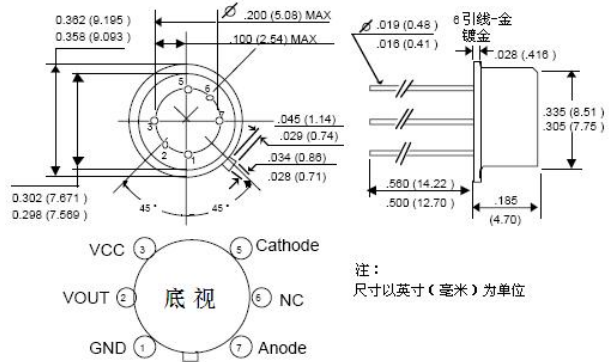 0.362 (9.195 )
0.358 (9.093 )
.200 (5.08) MAX
.100 (2.54) MAX
5
6
3
7
2
1
.045 (1.14)
.029 (0.74)
.034 (0.86)
.028 (0.71)
0.302 (7.671 )
0.298 (7.569 )
45 °
45 °
.019 (0.48 )
.016 (0.41)
6 引线-金
镀金
.028 (.416)
.335 (8.51)
.305 (7.75)
.560 (14.22 )
.500 (12.70 )
.185
(4.70)
VCC 3
5 Cathode
VOUT 2
底 视
6 NC
GND 1
7 Anode
注：
尺寸以英寸（毫米）为单位